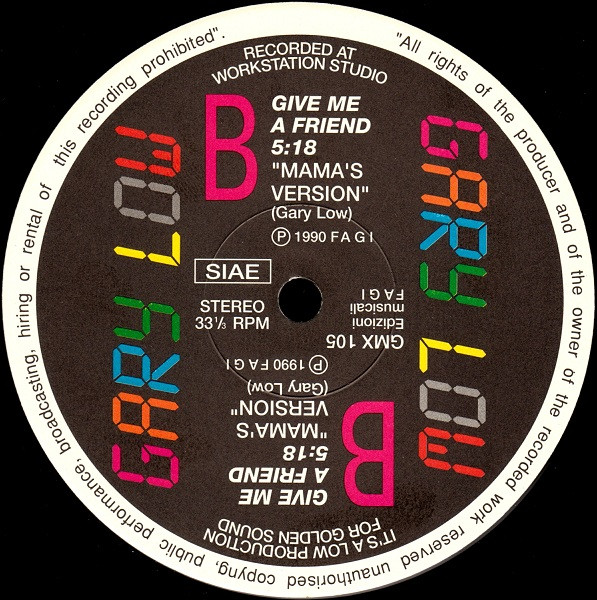 "All rights of the producer and of the owner of the recorded work reserved unauthorised copyng, public performance, broadcasting, hiring or rental of this recording prohibited".
RECORDED AT
WORKSTATION STUDIO
B
GIVE ME
A FRIEND
5:18
"MAMA'S
VERSION"
(Gary Low)
℗ 1990 F A G I
SIAE
STEREO
33⅓ RPM
GARY LOW
GARY LOW
Edizioni
musicali
F A G I
GMX 105
B
GIVE ME
A FRIEND
5:18
"MAMA'S
VERSION"
(Gary Low)
℗ 1990 F A G I
IT'S A LOW PRODUCTION
FOR GOLDEN SOUND